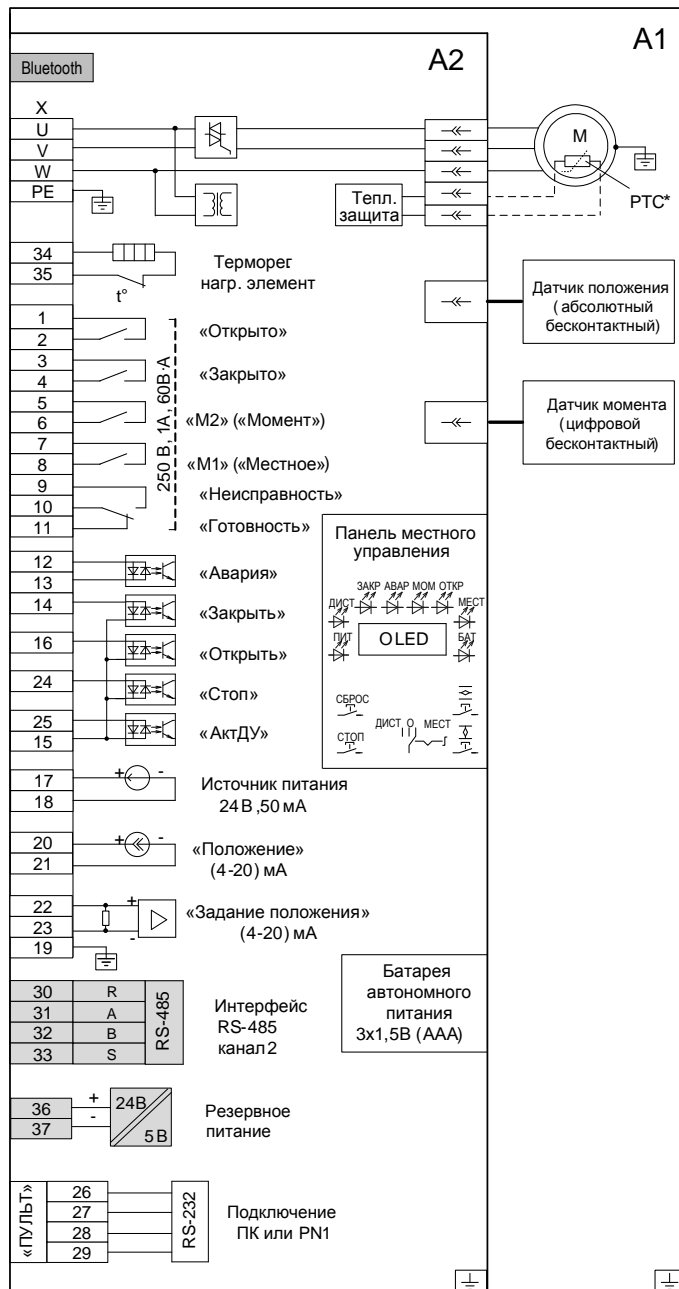 A1
A2
Bluetooth
X
U
V
W
PE
М
PTC*
Тепл.
защита
34
35
t°
Терморег
нагр. элемент
Датчик положения
(абсолютный
бесконтактный)
1
2
«Открыто»
3
4
«Закрыто»
5
6
«М2» («Момент»)
7
8
«М1» («Местное»)
9
«Неисправность»
10
11
«Готовность»
250 В, 1А, 60В·А
Датчик момента
(цифровой
бесконтактный)
12
13
«Авария»
14
«Закрыть»
16
«Открыть»
24
«Стоп»
25
15
«АктДУ»
Панель местного
управления
ЗАКР АВАР МОМ ОТКР
ДИСТ
МЕСТ
ПИТ
OLED
БАТ
СБРОС
СТОП
ДИСТ О МЕСТ
17
18
+ -
Источник питания
24В,50 мА
20
21
+ -
«Положение»
(4-20) мА
22
23
19
+
-
«Задание положения»
(4-20) мА
Батарея
автономного
питания
3х1,5В (ААА)
30 R
31 A
32 B
33 S
RS-485
Интерфейс
RS-485
канал 2
36
37
+
-
24В
5В
Резервное
питание
«ПУЛЬТ»
26
27
28
29
RS-232
Подключение
ПК или PN1